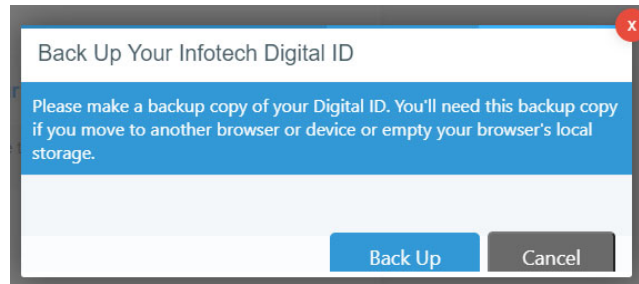 X
Back Up Your Infotech Digital ID
Please make a backup copy of your Digital ID. You'll need this backup copy
if you move to another browser or device or empty your browser's local
storage.
Back Up Cancel